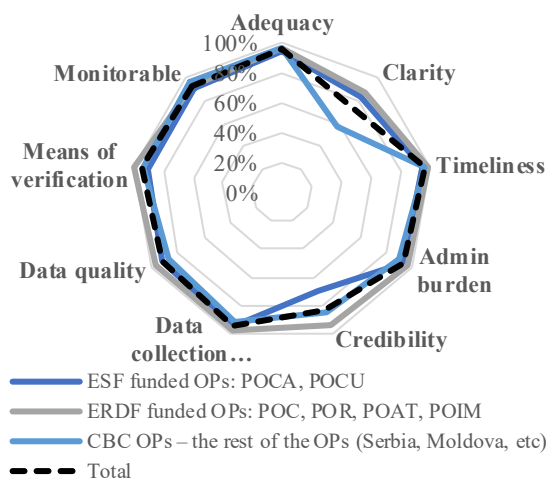 Adequacy
100%
80%
60%
40%
20%
0%
Clarity
Timeliness
Admin
burden
Credibility
Data
collection…
Data quality
Means of
verification
Monitorable
ESF funded OPs: POCA, POCU
ERDF funded OPs: POC, POR, POAT, POIM
CBC OPs – the rest of the OPs (Serbia, Moldova, etc)
Total